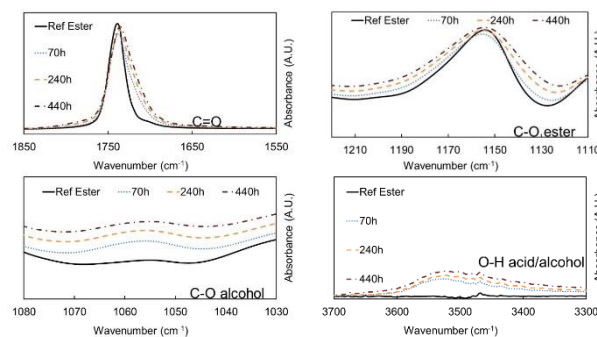 Ref Ester
70h
240h
440h
C=O
1850
1750
1650
1550
Wavenumber (cm-1)
Absorbance (A.U.)
Ref Ester
70h
240h
440h
C-O ester
1210
1190
1170
1150
1130
1110
Wavenumber (cm-1)
Absorbance (A.U.)
Ref Ester
70h
240h
440h
C-O alcohol
1080
1070
1060
1050
1040
1030
Wavenumber (cm-1)
Absorbance (A.U.)
Ref Ester
70h
240h
440h
O-H acid/alcohol
3700
3600
3500
3400
3300
Wavenumber (cm-1)
Absorbance (A.U.)